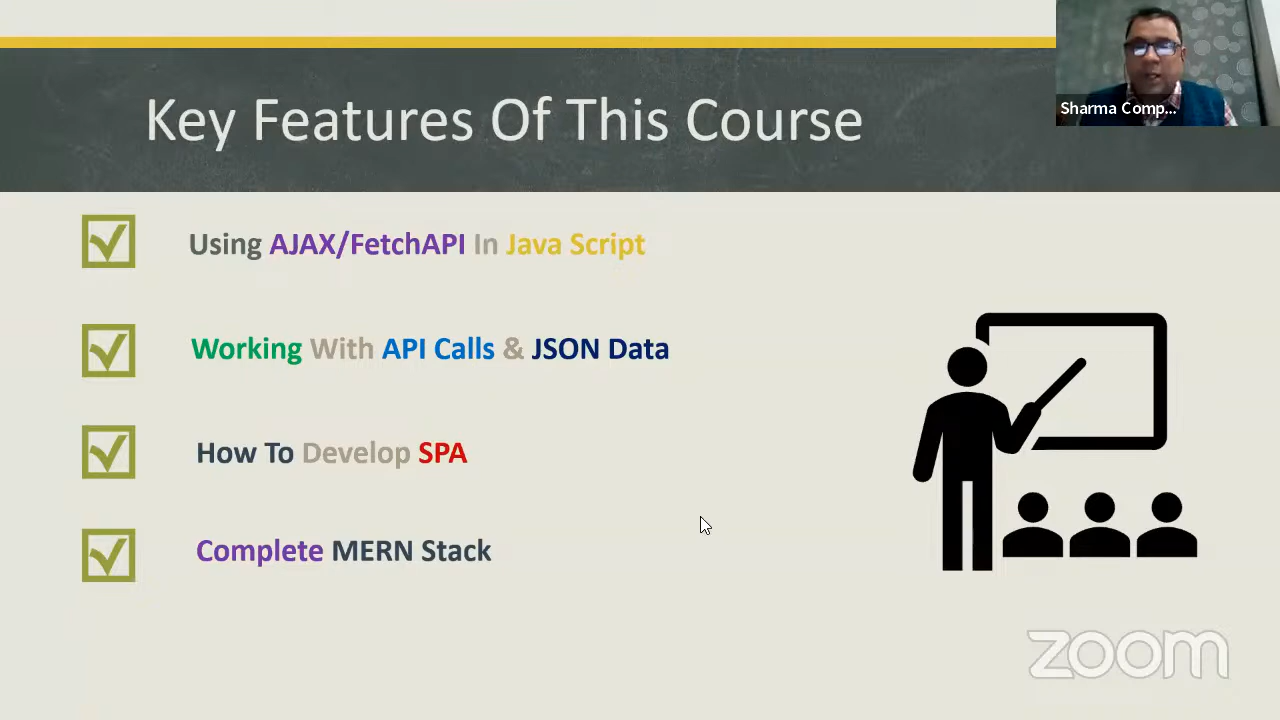 Key Features Of This Course
Sharma Comp...
Using AJAX/FetchAPI In Java Script
Working With API Calls & JSON Data
How To Develop SPA
Complete MERN Stack
zoom